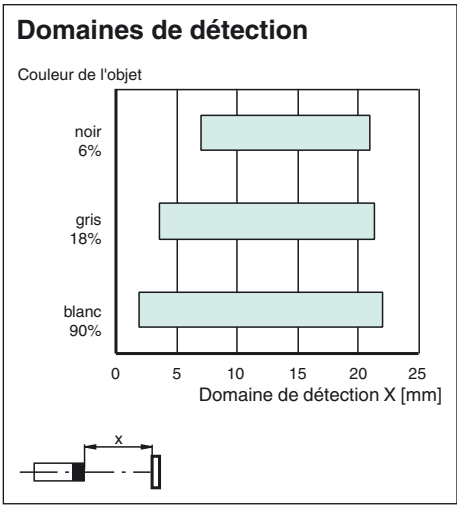 Domaines de détection
Couleur de l'objet
noir
6%
gris
18%
blanc
90%
0 5 10 15 20 25
Domaine de détection X [mm]
x